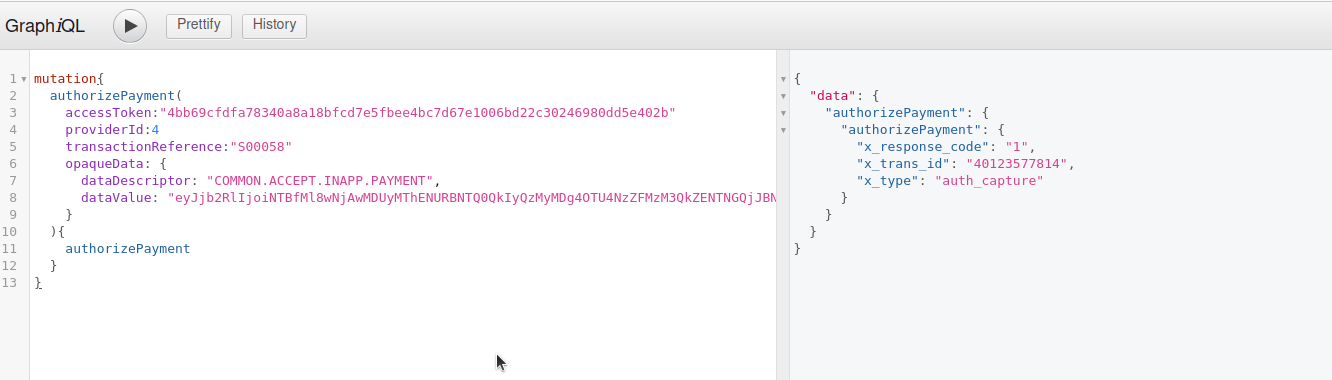 GraphiQL Prettify History
1 mutation{
2 authorizePayment(
3 accessToken:"4bb69cfdfa78340a8a18bfcd7e5fbee4bc7d67e1006bd22c30246980dd5e402b"
4 providerId:4
5 transactionReference:"S00058"
6 opaqueData: {
7 dataDescriptor: "COMMON.ACCEPT.INAPP.PAYMENT",
8 dataValue: "eyJjb2RlIjoiNTBfMl8wNjAwMDUyMThENURBNTQ0QkIyQzMyMDg4OTU4NzZFMzM3QkZENTNGQjJBN
9 }
10 ){
11 authorizePayment
12 }
13 }
{
"data": {
"authorizePayment": {
"authorizePayment": {
"x_response_code": "1",
"x_trans_id": "40123577814",
"x_type": "auth_capture"
}
}
}
}